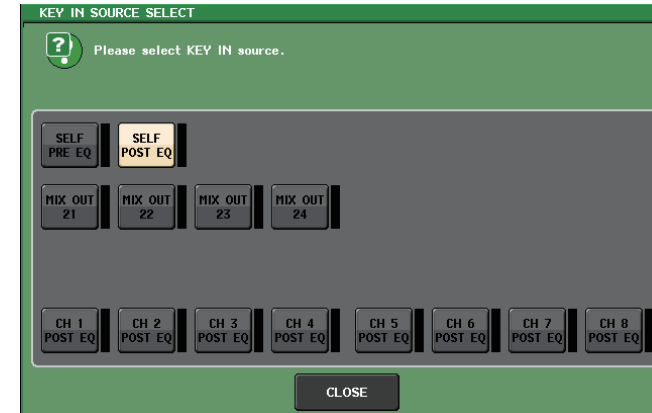 KEY IN SOURCE SELECT
Please select KEY IN source.
SELF
PRE EQ
SELF
POST EQ
MIX OUT
21
MIX OUT
22
MIX OUT
23
MIX OUT
24
CH 1
POST EQ
CH 2
POST EQ
CH 3
POST EQ
CH 4
POST EQ
CH 5
POST EQ
CH 6
POST EQ
CH 7
POST EQ
CH 8
POST EQ
CLOSE